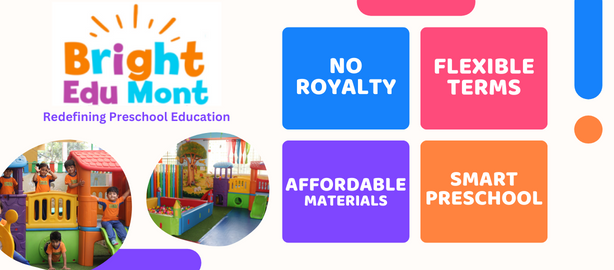 Bright
Edu Mont
Redefining Preschool Education
NO
ROYALTY
FLEXIBLE
TERMS
AFFORDABLE
MATERIALS
SMART
PRESCHOOL